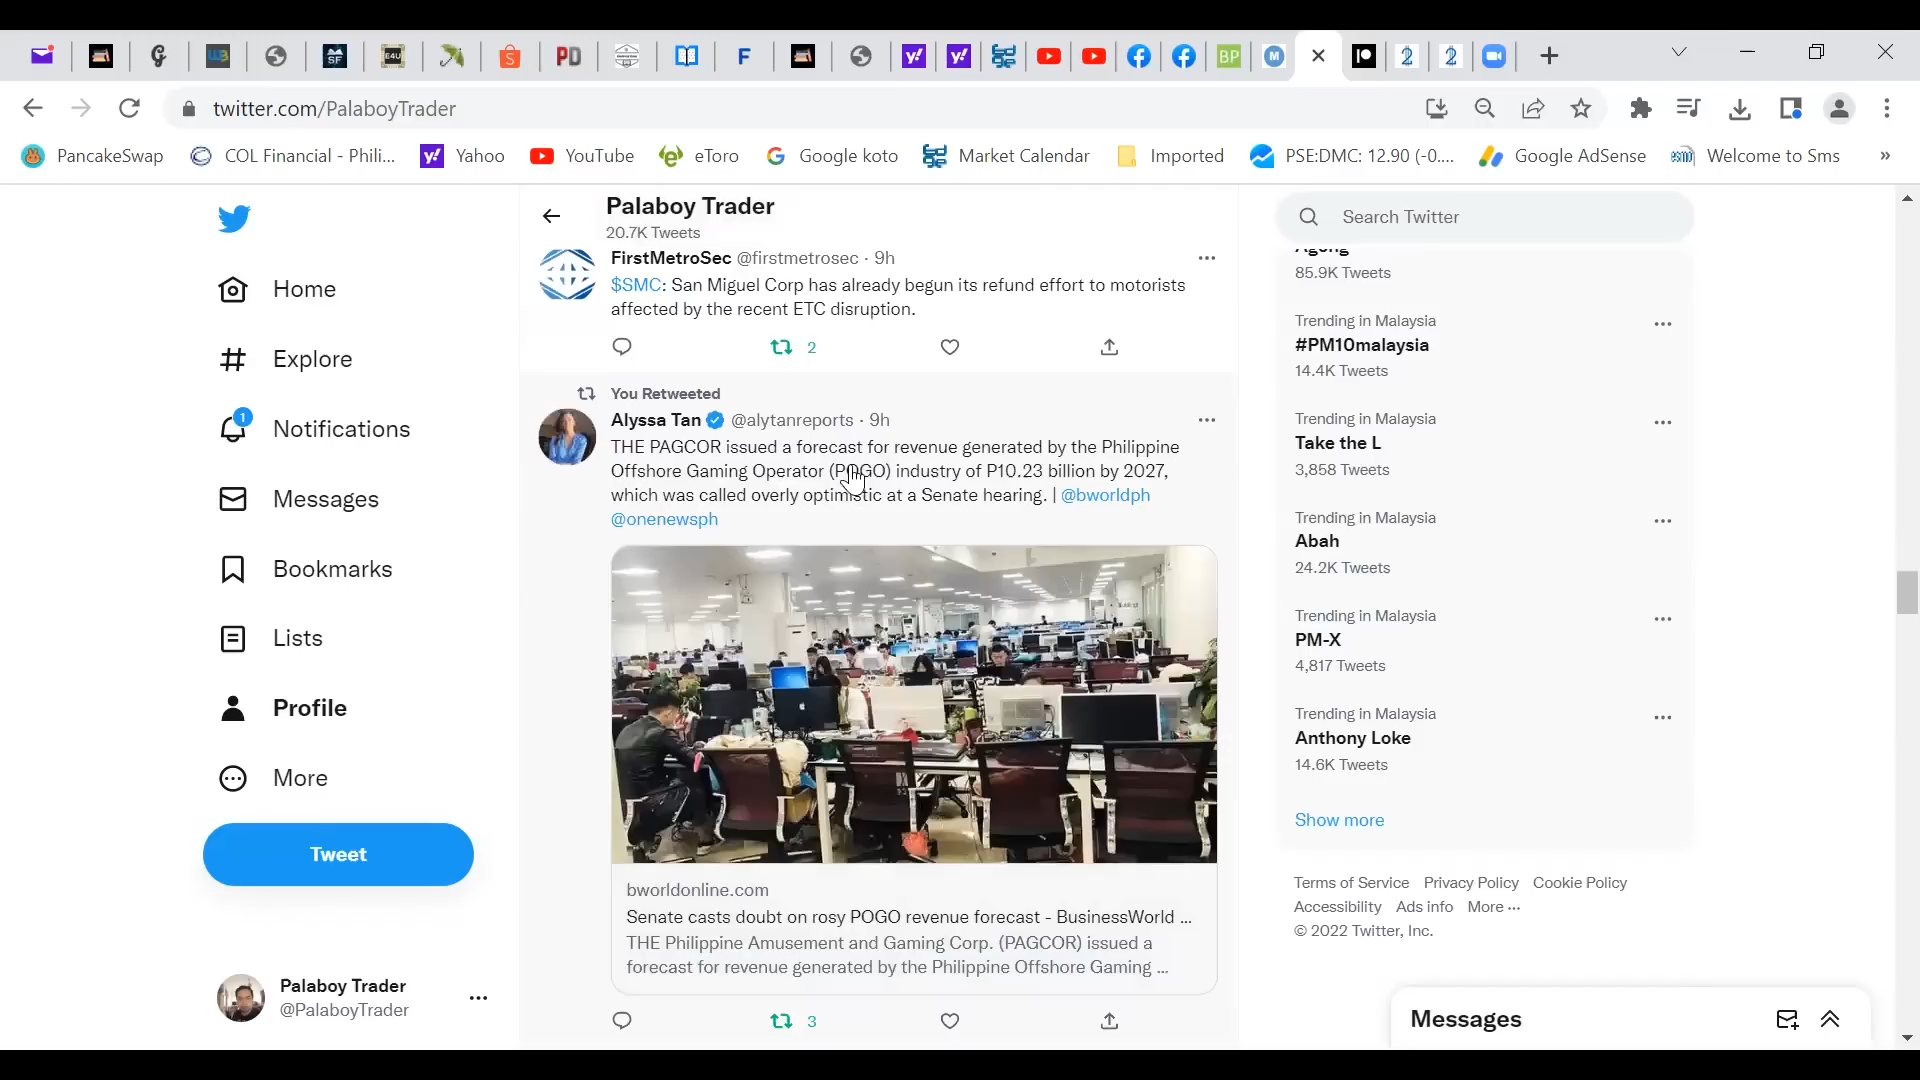 SF
E4U
PD
F
y!
y!
BP
M
2
2
twitter.com/PalaboyTrader
PancakeSwap
COL Financial - Phili...
Yahoo
YouTube
eToro
Google koto
Market Calendar
Imported
PSE:DMC: 12.90 (-0....
Google AdSense
Welcome to Sms
»
Home
Explore
1
Notifications
Messages
Bookmarks
Lists
Profile
More
Tweet
Palaboy Trader
@PalaboyTrader
Palaboy Trader
20.7K Tweets
FirstMetroSec @firstmetrosec · 9h
$SMC: San Miguel Corp has already begun its refund effort to motorists
affected by the recent ETC disruption.
2
You Retweeted
Alyssa Tan @alytanreports · 9h
THE PAGCOR issued a forecast for revenue generated by the Philippine
Offshore Gaming Operator (POGO) industry of P10.23 billion by 2027,
which was called overly optimistic at a Senate hearing. | @bworldph
@onenewsph
bworldonline.com
Senate casts doubt on rosy POGO revenue forecast - BusinessWorld ...
THE Philippine Amusement and Gaming Corp. (PAGCOR) issued a
forecast for revenue generated by the Philippine Offshore Gaming ...
3
Search Twitter
Agong
85.9K Tweets
Trending in Malaysia
#PM10malaysia
14.4K Tweets
Trending in Malaysia
Take the L
3,858 Tweets
Trending in Malaysia
Abah
24.2K Tweets
Trending in Malaysia
PM-X
4,817 Tweets
Trending in Malaysia
Anthony Loke
14.6K Tweets
Show more
Terms of Service Privacy Policy Cookie Policy
Accessibility Ads info More ···
© 2022 Twitter, Inc.
Messages